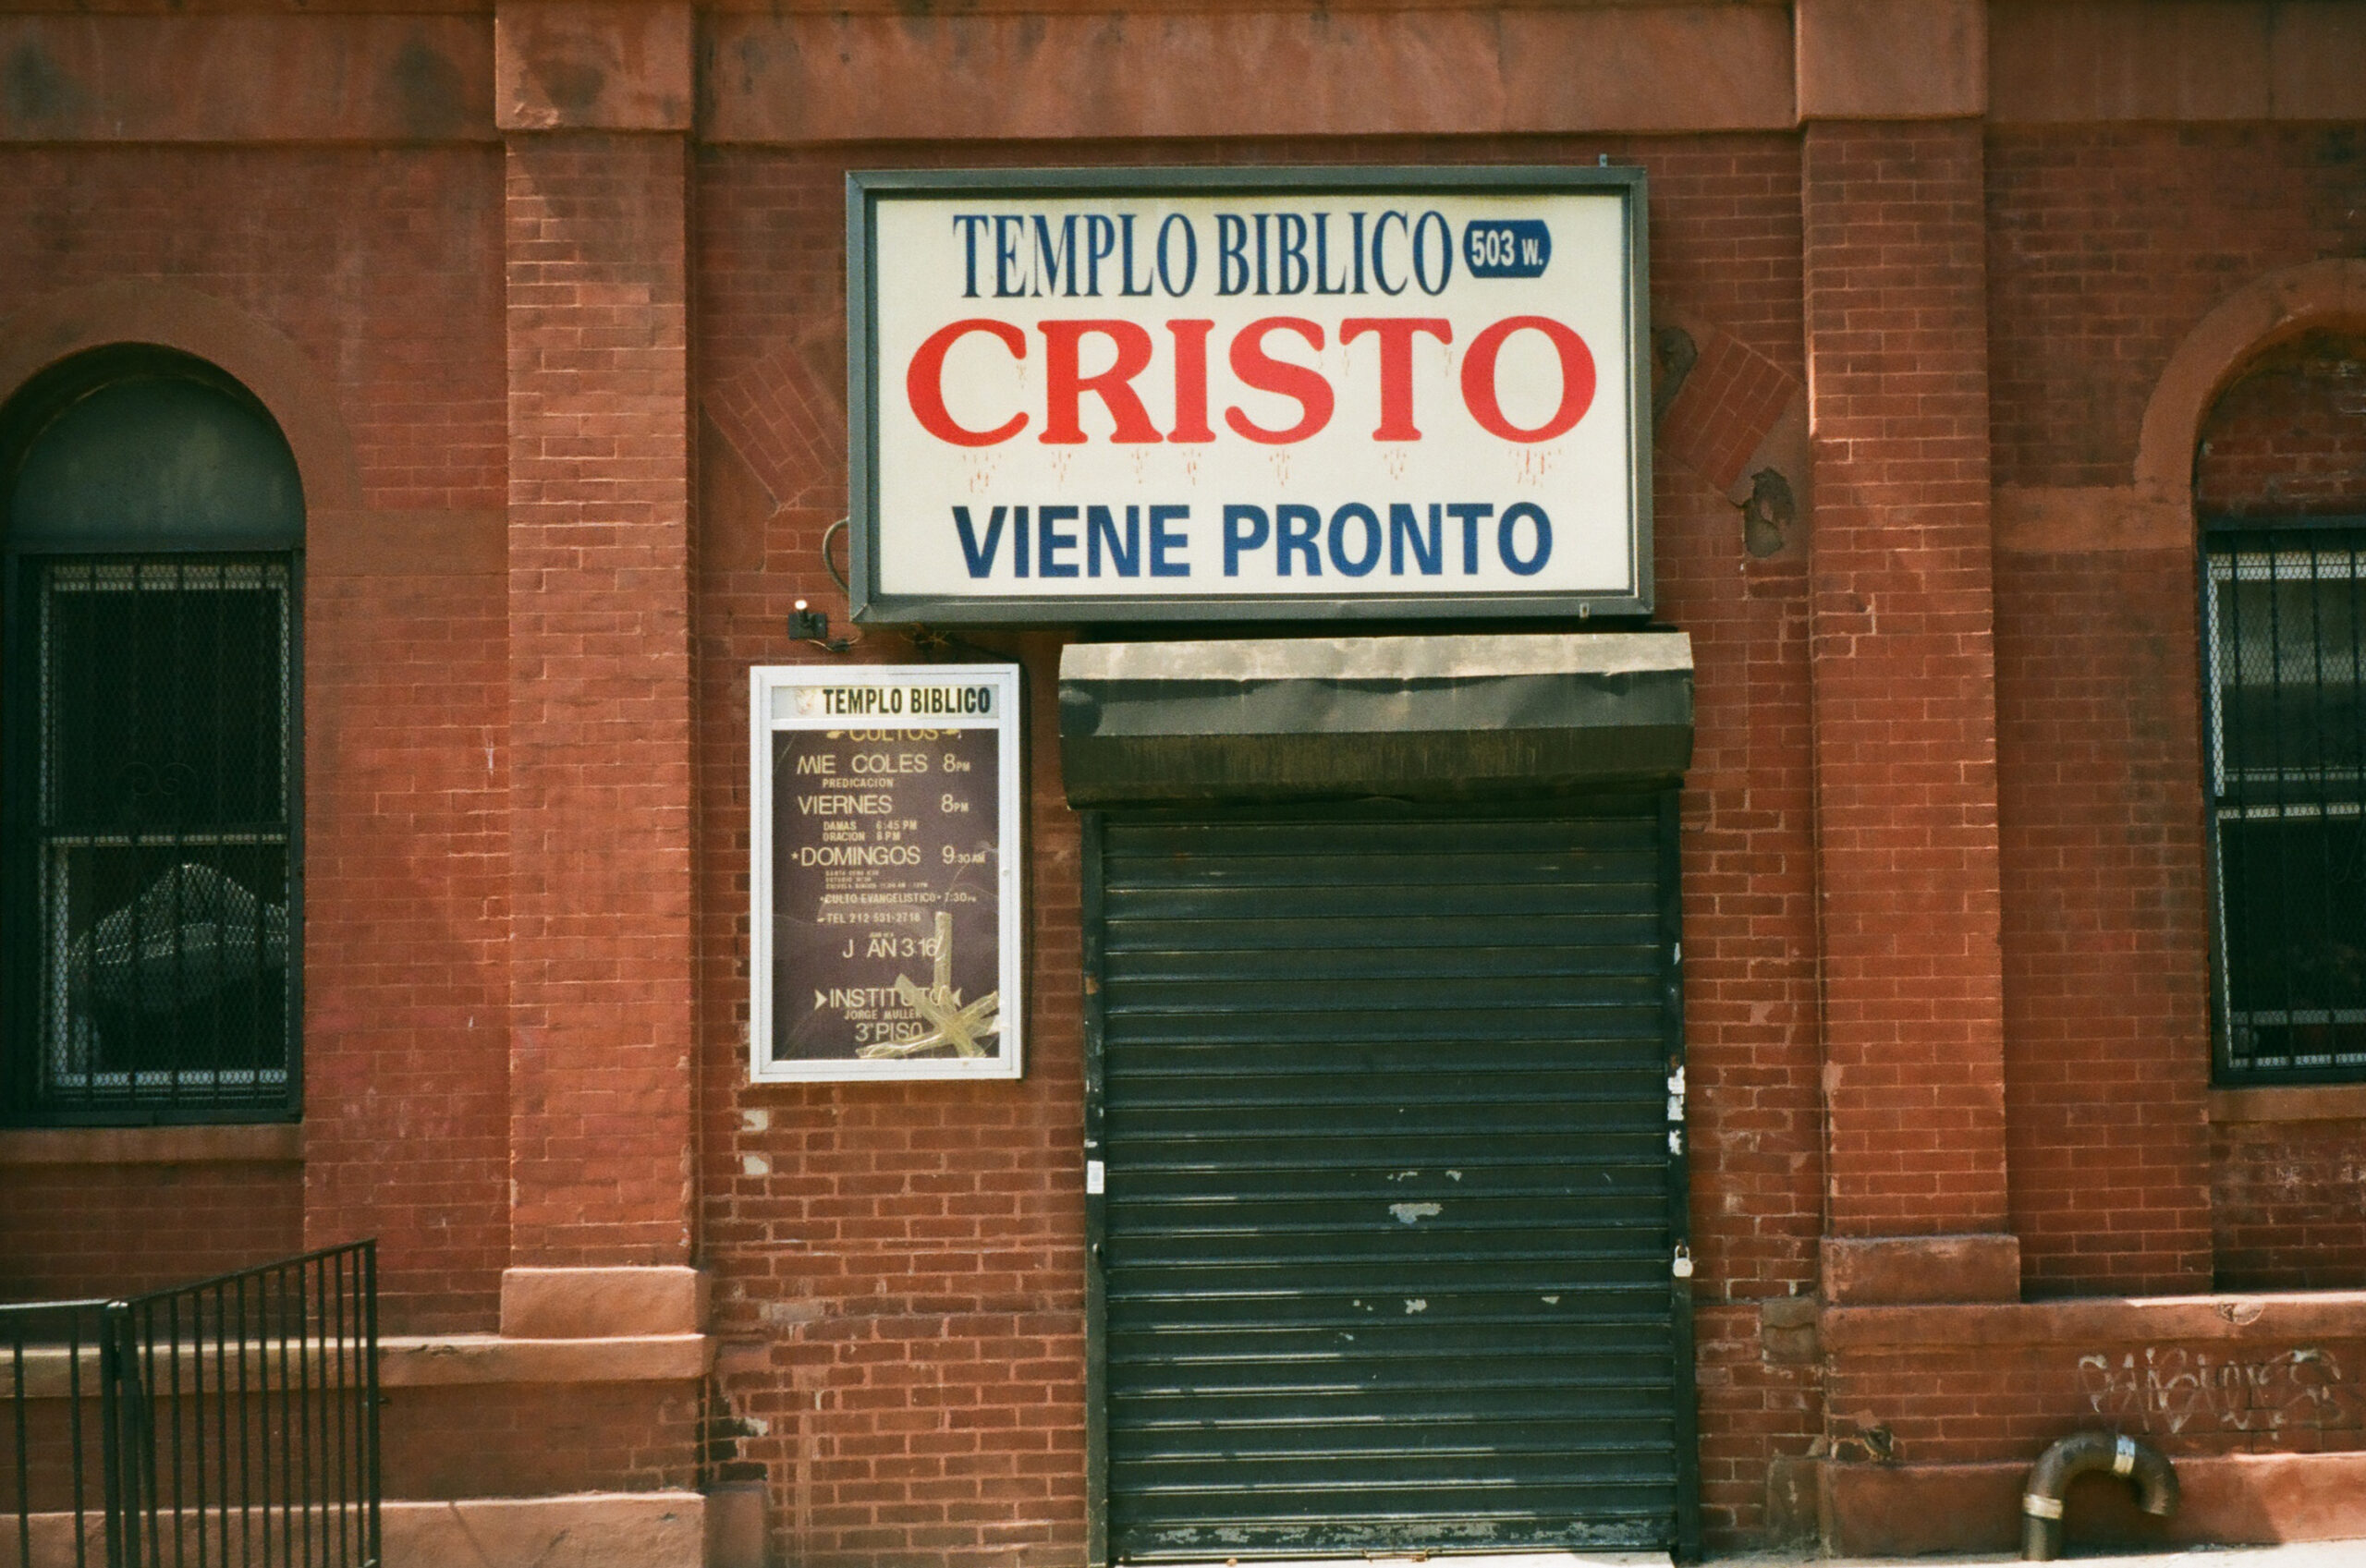 TEMPLO BIBLICO 503 W.
CRISTO
VIENE PRONTO
TEMPLO BIBLICO
CULTOS
MIE COLES 8PM
PREDICACION
VIERNES 8PM
DAMAS 6:45 PM
ORACION 8 PM
*DOMINGOS 9:30AM
CULTO EVANGELISTICO 7:30PM
TEL 212 531-2716
J AN 3:16
INSTITUTO
JORGE MULLER
3ER PISO